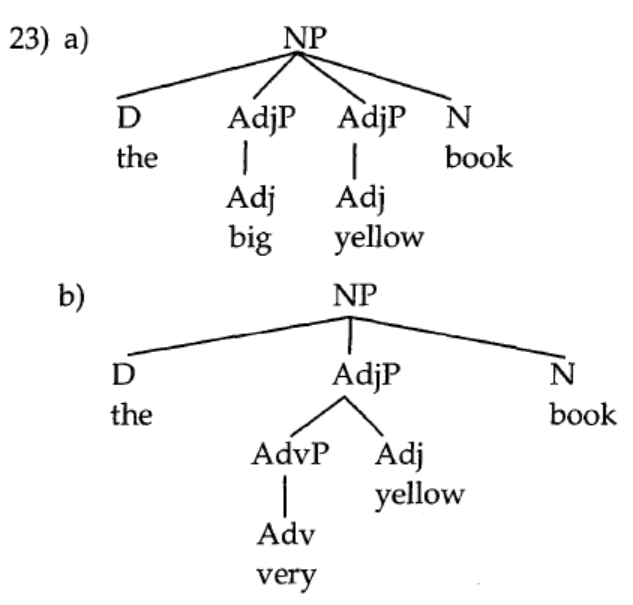 23) a) NP
D AdjP AdjP N
the book
Adj Adj
big yellow
b) NP
D AdjP N
the book
AdvP Adj
yellow
Adv
very